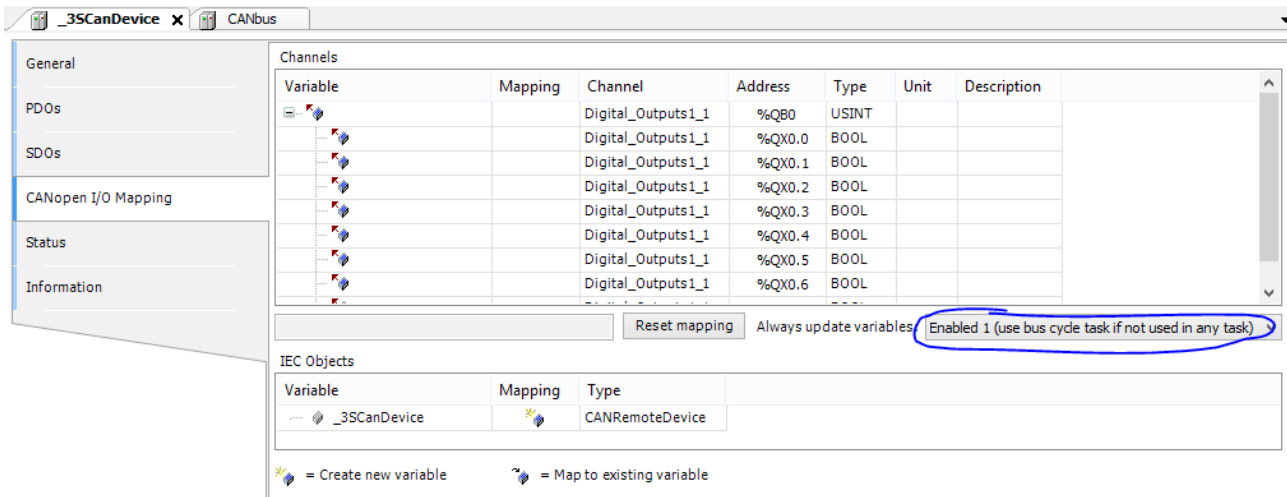 _3SCanDevice x CANbus
General
PDOs
SDOs
CANopen I/O Mapping
Status
Information
Channels
Variable Mapping Channel Address Type Unit Description
Digital_Outputs1_1 %QB0 USINT
Digital_Outputs1_1 %QX0.0 BOOL
Digital_Outputs1_1 %QX0.1 BOOL
Digital_Outputs1_1 %QX0.2 BOOL
Digital_Outputs1_1 %QX0.3 BOOL
Digital_Outputs1_1 %QX0.4 BOOL
Digital_Outputs1_1 %QX0.5 BOOL
Digital_Outputs1_1 %QX0.6 BOOL
Reset mapping Always update variables: Enabled 1 (use bus cycle task if not used in any task)
IEC Objects
Variable Mapping Type
_3SCanDevice CANRemoteDevice
= Create new variable = Map to existing variable